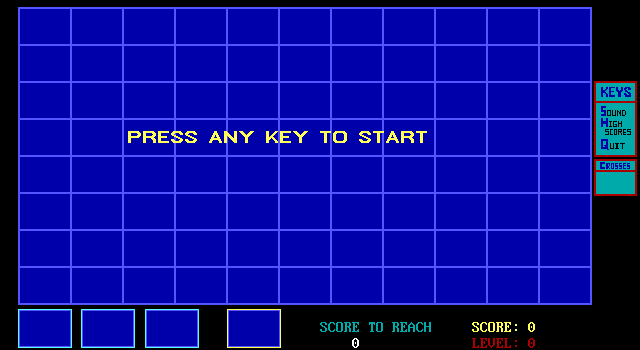 PRESS ANY KEY TO START
KEYS
SOUND
HIGH
SCORES
QUIT
CROSSES
SCORE TO REACH
0
SCORE: 0
LEVEL: 0